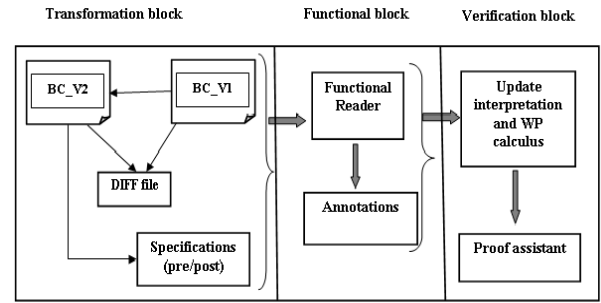 Transformation block
Functional block
Verification block
BC_V2
BC_V1
DIFF file
Specifications
(pre/post)
Functional
Reader
Annotations
Update
interpretation
and WP
calculus
Proof assistant